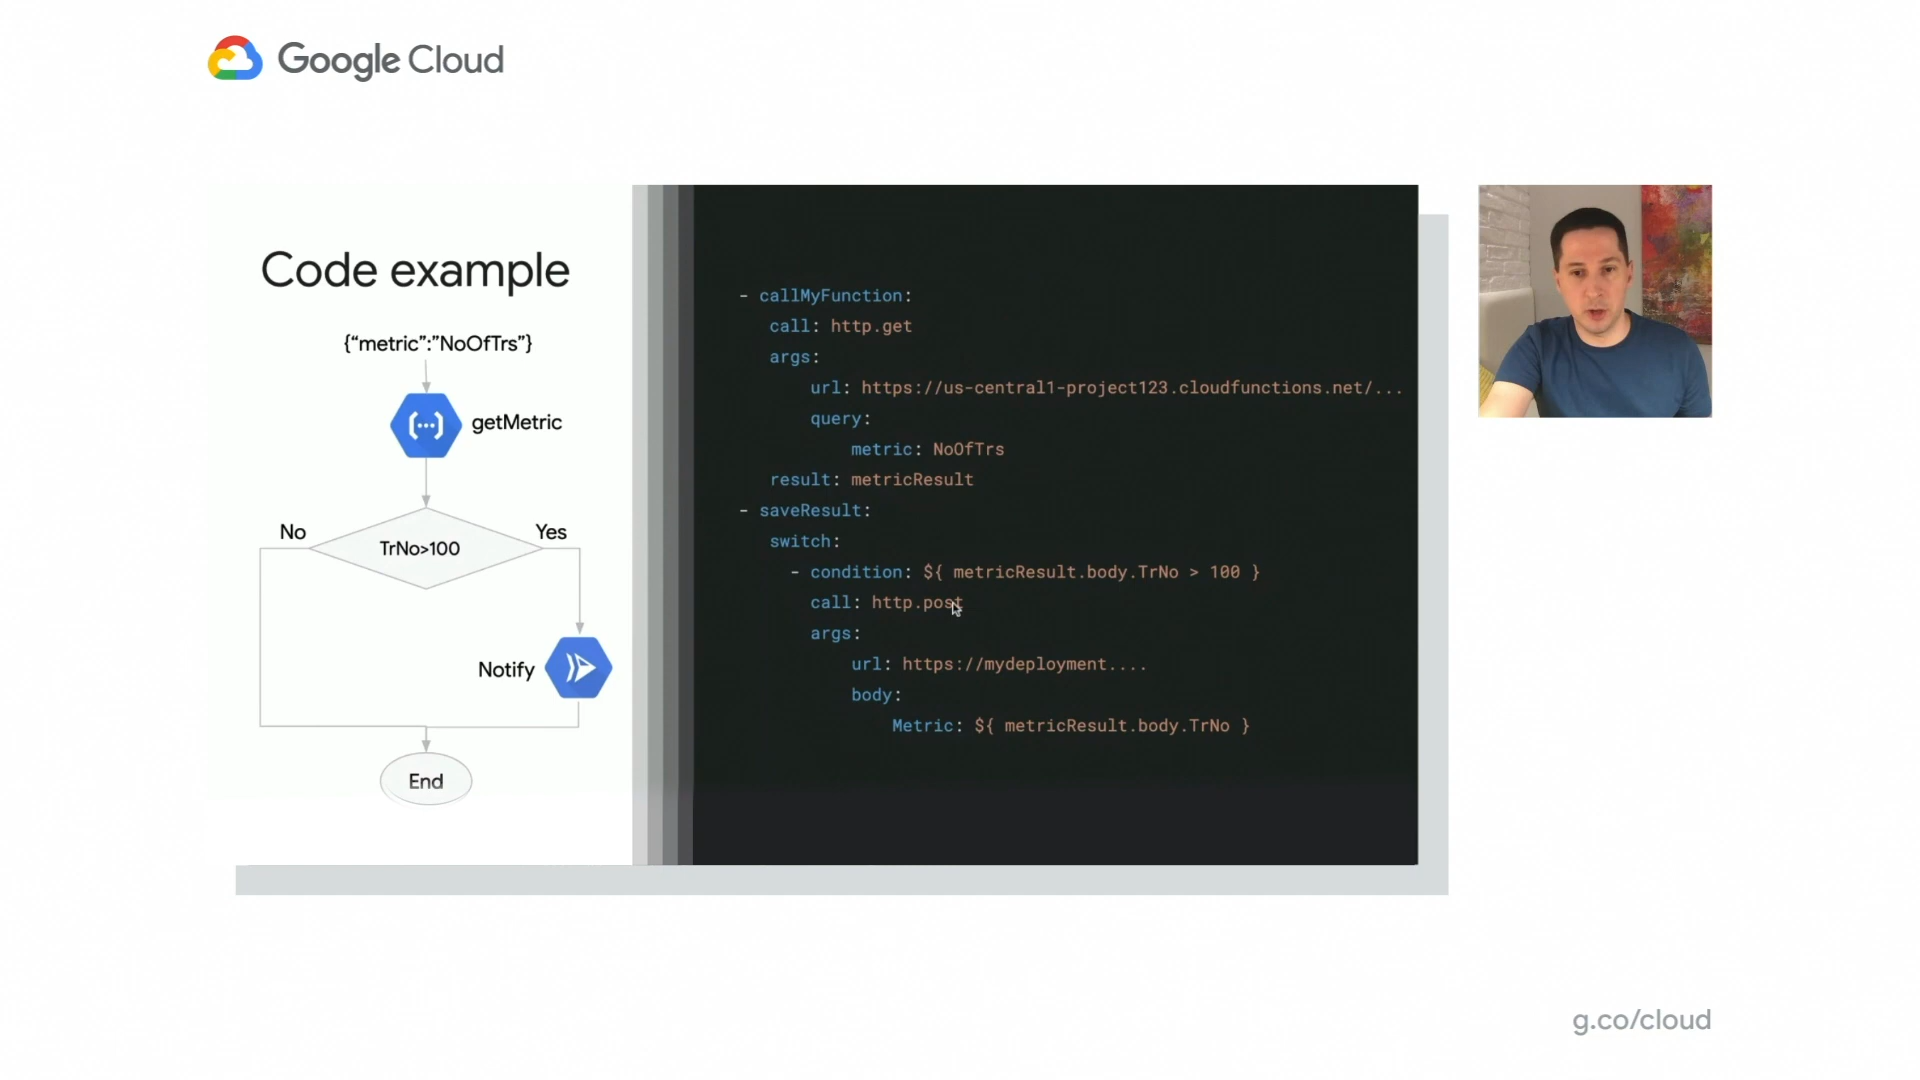 Google Cloud
Code example
{“metric”:”NoOfTrs”}
getMetric
No
Yes
TrNo>100
Notify
End
- callMyFunction:
call: http.get
args:
url: https://us-central1-project123.cloudfunctions.net/...
query:
metric: NoOfTrs
result: metricResult
- saveResult:
switch:
- condition: ${ metricResult.body.TrNo > 100 }
call: http.post
args:
url: https://mydeployment....
body:
Metric: ${ metricResult.body.TrNo }
g.co/cloud